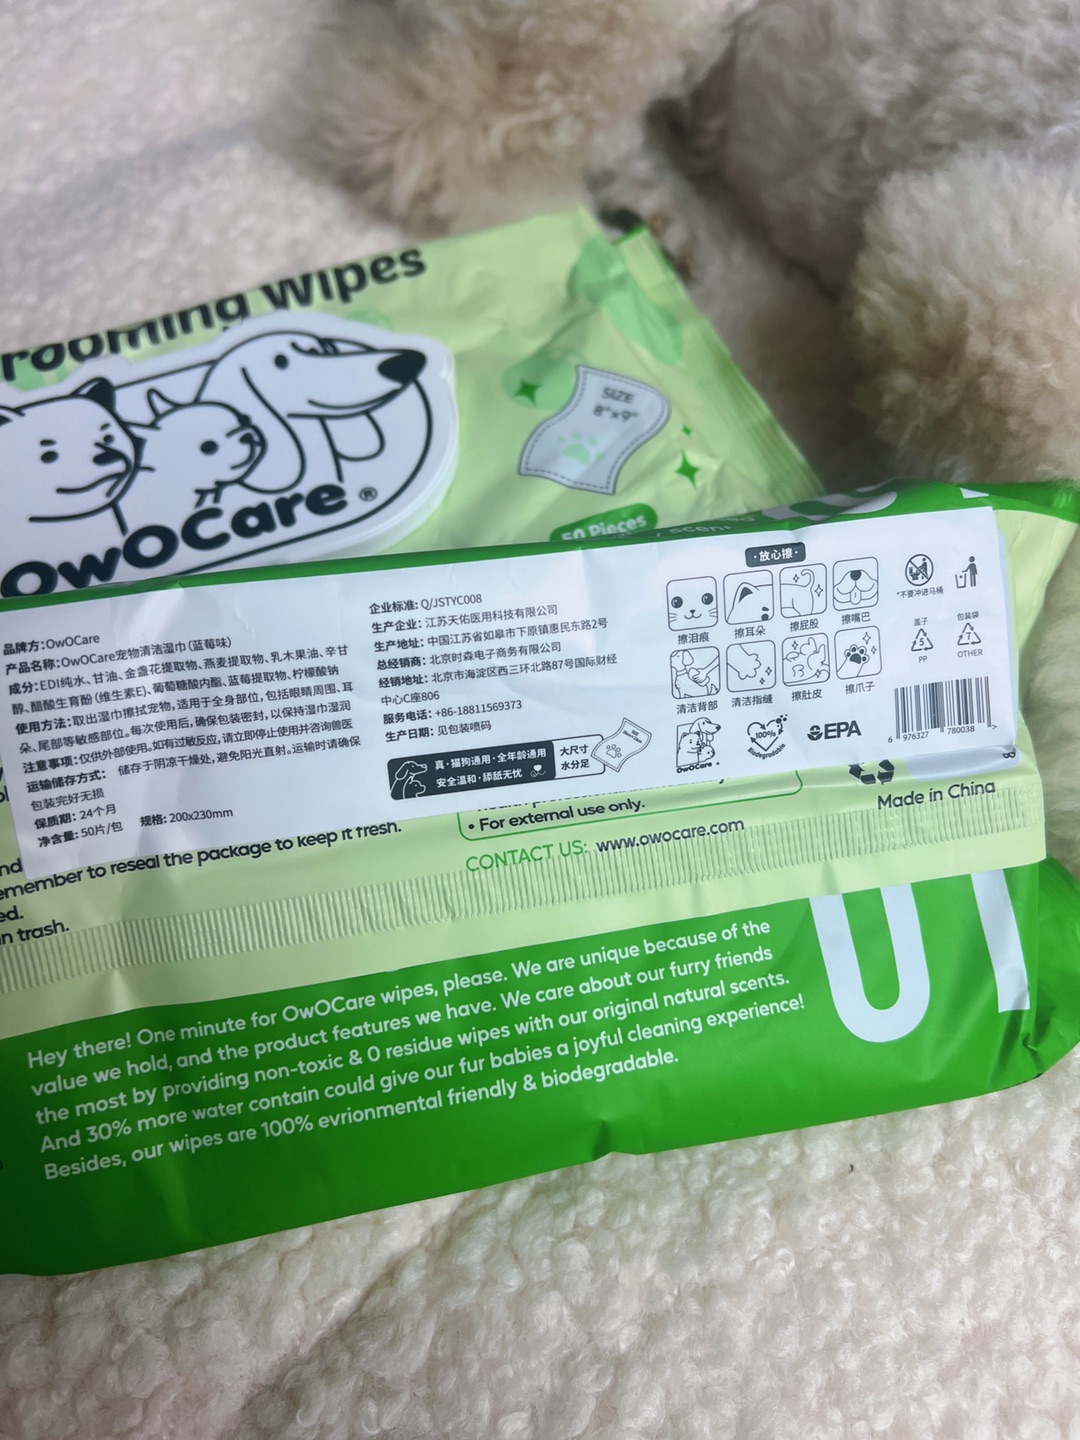 Wipes
SIZE
8"x9"
OwOCare®
50 Pieces
scent
品牌方:OwOCare
产品名称:OwOCare宠物清洁湿巾(蓝莓味)
成分:EDI纯水、甘油、金盏花提取物、燕麦提取物、乳木果油、辛甘
醇、醋酸生育酚(维生素E)、葡萄糖酸内酯、蓝莓提取物、柠檬酸钠
使用方法:取出湿巾擦拭宠物,适用于全身部位,包括眼睛周围、耳
朵、尾部等敏感部位。每次使用后,确保包装密封,以保持湿巾湿润
注意事项:仅供外部使用。如有过敏反应,请立即停止使用并咨询兽医
运输储存方式: 储存于阴凉干燥处,避免阳光直射。运输时请确保
包装完好无损
保质期: 24个月
净含量: 50片/包 规格: 200x230mm
企业标准: Q/JSTYC008
生产企业: 江苏天佑医用科技有限公司
生产地址: 中国江苏省如皋市下原镇惠民东路2号
总经销商: 北京时森电子商务有限公司
经销地址: 北京市海淀区西三环北路87号国际财经
中心C座806
服务电话: +86-18811569373
生产日期: 见包装喷码
真·猫狗通用·全年龄通用
安全温和·舔舐无忧
大尺寸
水分足
·放心擦·
擦泪痕 擦耳朵 擦屁股 擦嘴巴
清洁背部 清洁指缝 擦肚皮 擦爪子
OwOCare
100%
Biodegradable
EPA
*不要冲进马桶
盖子
5
PP
包装袋
7
OTHER
6 976327 780038 >
• For external use only.
emember to reseal the package to keep it fresh.
ed.
n trash.
CONTACT US: www.owocare.com
Made in China
Hey there! One minute for OwOCare wipes, please. We are unique because of the
value we hold, and the product features we have. We care about our furry friends
the most by providing non-toxic & 0 residue wipes with our original natural scents.
And 30% more water contain could give our fur babies a joyful cleaning experience!
Besides, our wipes are 100% evrionmental friendly & biodegradable.